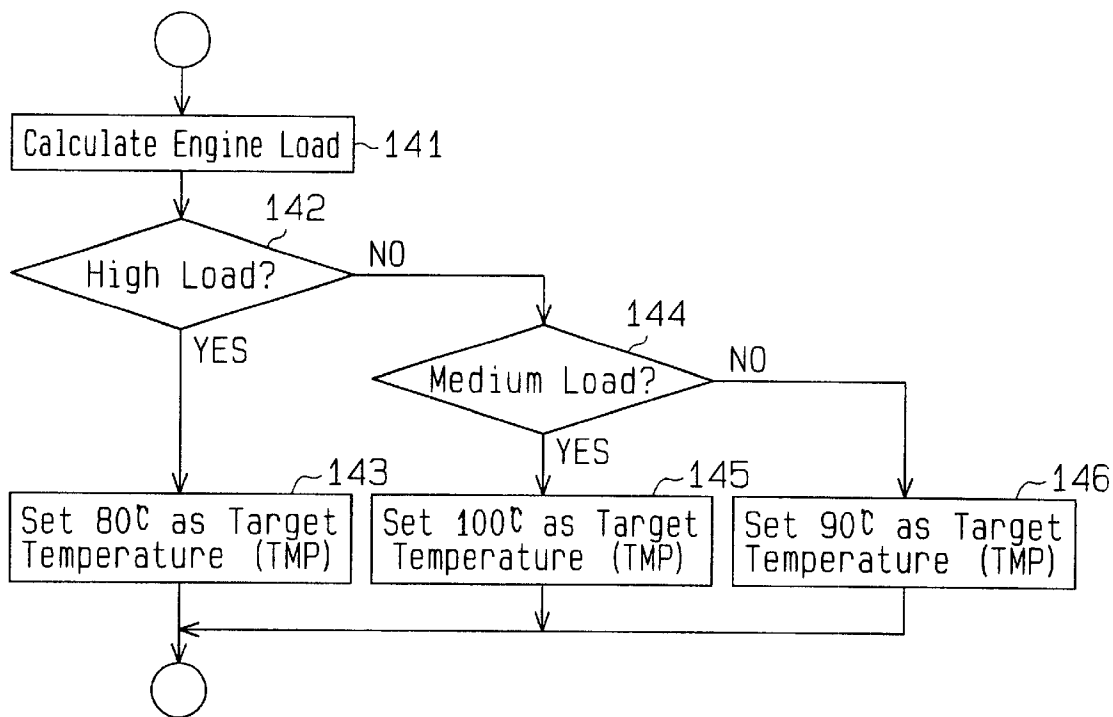 Calculate Engine Load
141
142
High Load?
NO
YES
144
Medium Load?
NO
YES
143
Set 80℃ as Target
Temperature (TMP)
145
Set 100℃ as Target
Temperature (TMP)
146
Set 90℃ as Target
Temperature (TMP)